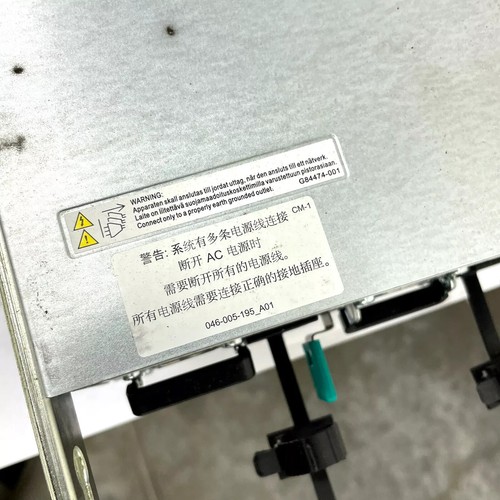 WARNING:
Apparaten skall anslutas till jordat uttag, när den ansluts till ett nätverk.
Laite on liitettävä suojamaadoituskoskettimilla varustettuun pistorasiaan.
Connect only to a properly earth grounded outlet.
G84474-001
警告: 系统有多条电源线连接 CM-1
断开 AC 电源时
需要断开所有的电源线。
所有电源线需要连接正确的接地插座。
046-005-195_A01